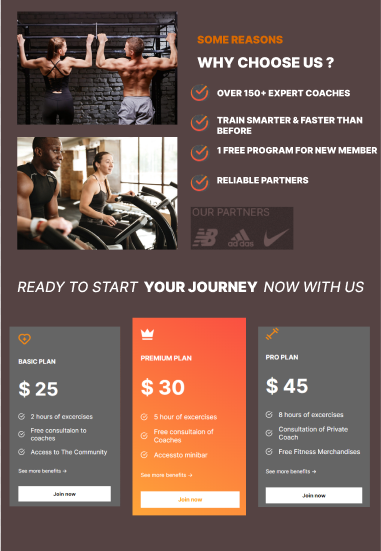 SOME REASONS
WHY CHOOSE US ?
OVER 150+ EXPERT COACHES
TRAIN SMARTER & FASTER THAN
BEFORE
1 FREE PROGRAM FOR NEW MEMBER
RELIABLE PARTNERS
OUR PARTNERS
adidas
READY TO START YOUR JOURNEY NOW WITH US
BASIC PLAN
$ 25
2 hours of excercises
Free consultaion to
coaches
Access to The Community
See more benefits →
Join now
PREMIUM PLAN
$ 30
5 hour of excercises
Free consultaion of
Coaches
Accessto minibar
See more benefits →
Join now
PRO PLAN
$ 45
8 hours of excercises
Consultation of Private
Coach
Free Fitness Merchandises
See more benefits →
Join now